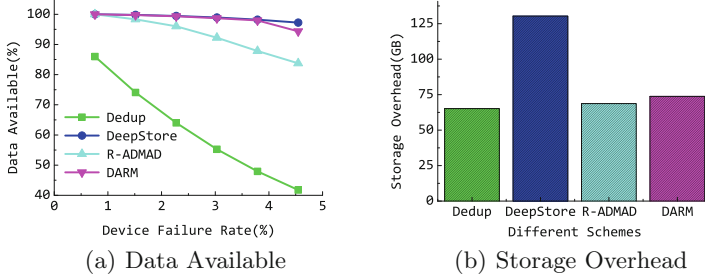 Data Available(%)
100
90
80
70
60
50
40
Dedup
DeepStore
R-ADMAD
DARM
0 1 2 3 4 5
Device Failure Rate(%)
(a) Data Available
Storage Overhead(GB)
125
75
50
25
0
Dedup DeepStore R-ADMAD DARM
Different Schemes
(b) Storage Overhead